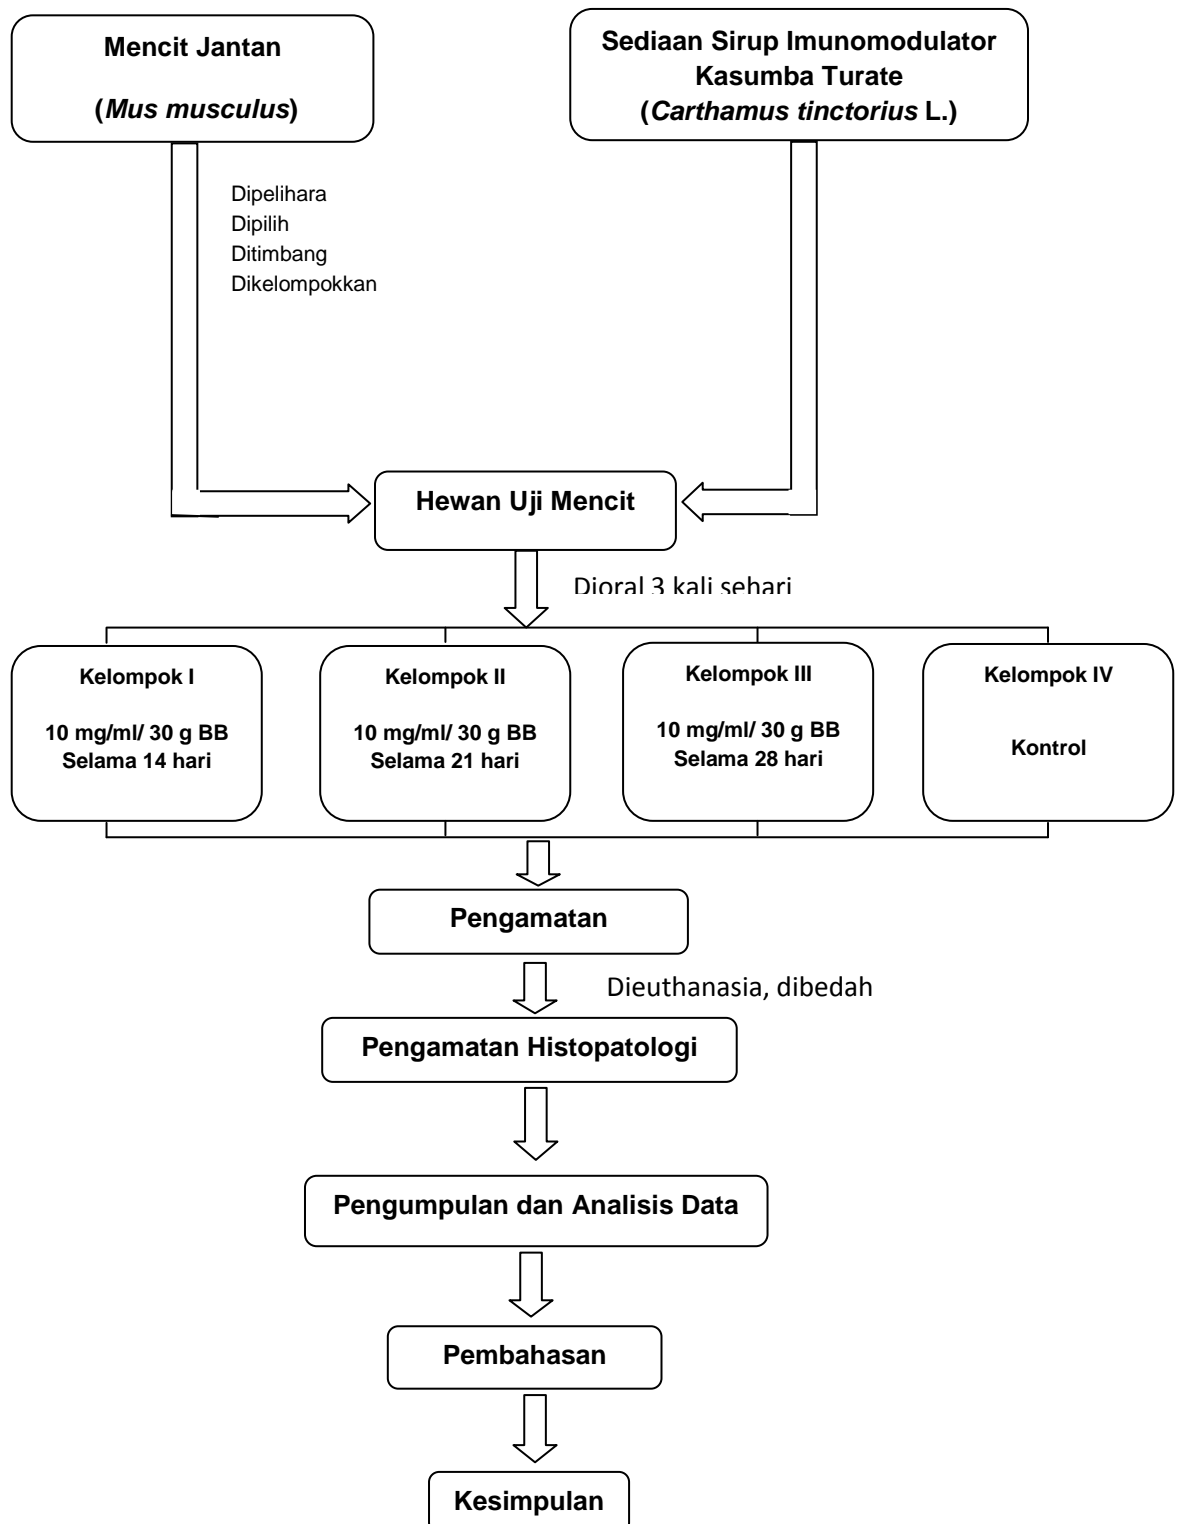 Mencit Jantan
(Mus musculus)
Sediaan Sirup Imunomodulator
Kasumba Turate
(Carthamus tinctorius L.)
Dipelihara
Dipilih
Ditimbang
Dikelompokkan
Hewan Uji Mencit
Dioral 3 kali sehari
Kelompok I
10 mg/ml/ 30 g BB
Selama 14 hari
Kelompok II
10 mg/ml/ 30 g BB
Selama 21 hari
Kelompok III
10 mg/ml/ 30 g BB
Selama 28 hari
Kelompok IV
Kontrol
Pengamatan
Dieuthanasia, dibedah
Pengamatan Histopatologi
Pengumpulan dan Analisis Data
Pembahasan
Kesimpulan